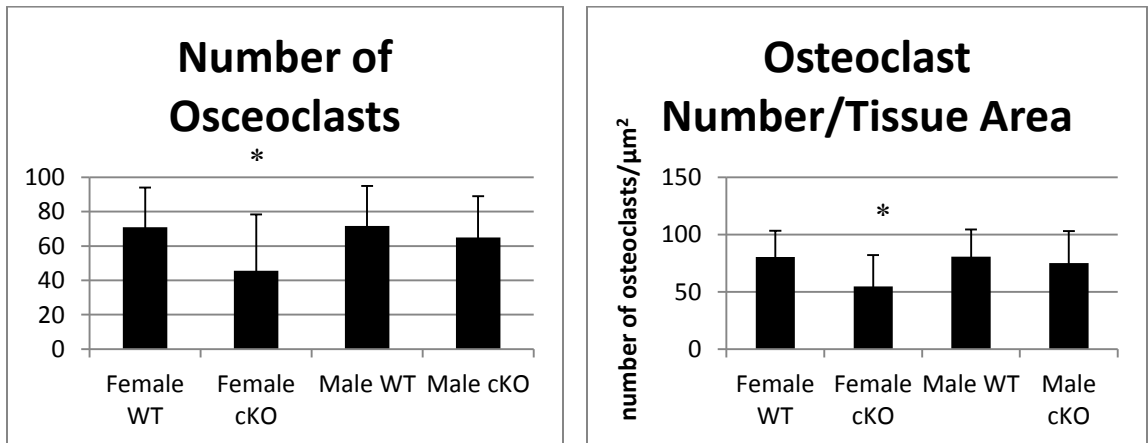 Number of
Osceoclasts
*
100
80
60
40
20
0
Female
WT
Female
cKO
Male WT
Male cKO
Osteoclast
Number/Tissue Area
number of osteoclasts/µm²
*
150
100
50
0
Female
WT
Female
cKO
Male WT
Male
cKO